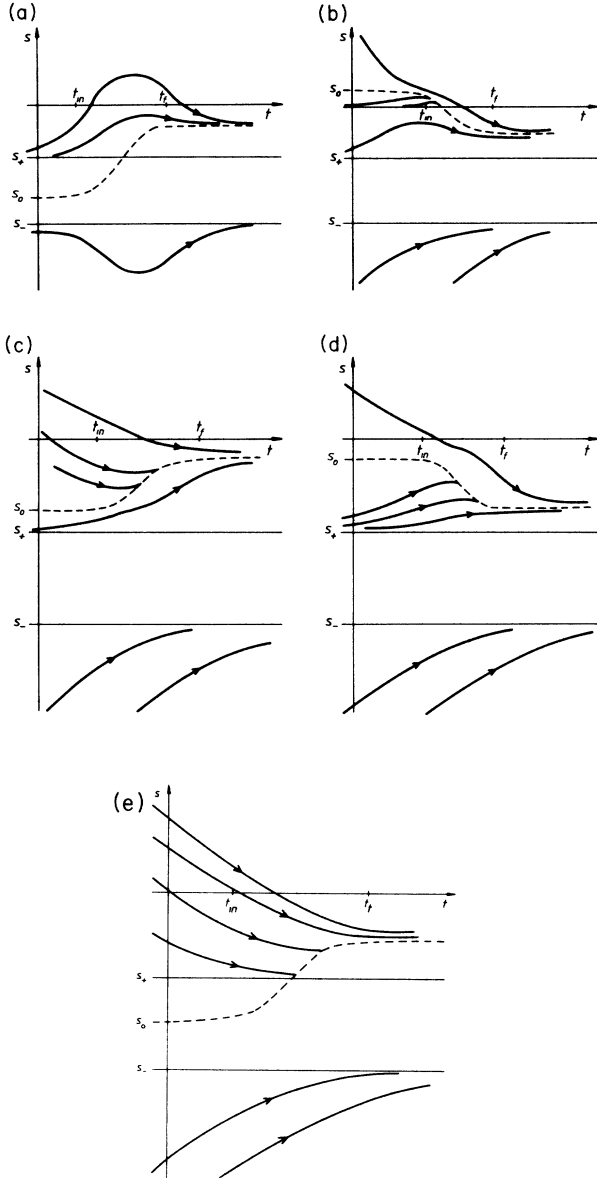 (a)
s
t_in
t_f
t
s_+
s_o
s_-
(b)
s
s_o
t_f
t_in
t
s_+
s_-
(c)
s
t_in
t_f
t
s_o
s_+
s_-
(d)
s
s_o
t_in
t_f
t
s_+
s_-
(e)
s
t_in
t_t
t
s_+
s_o
s_-